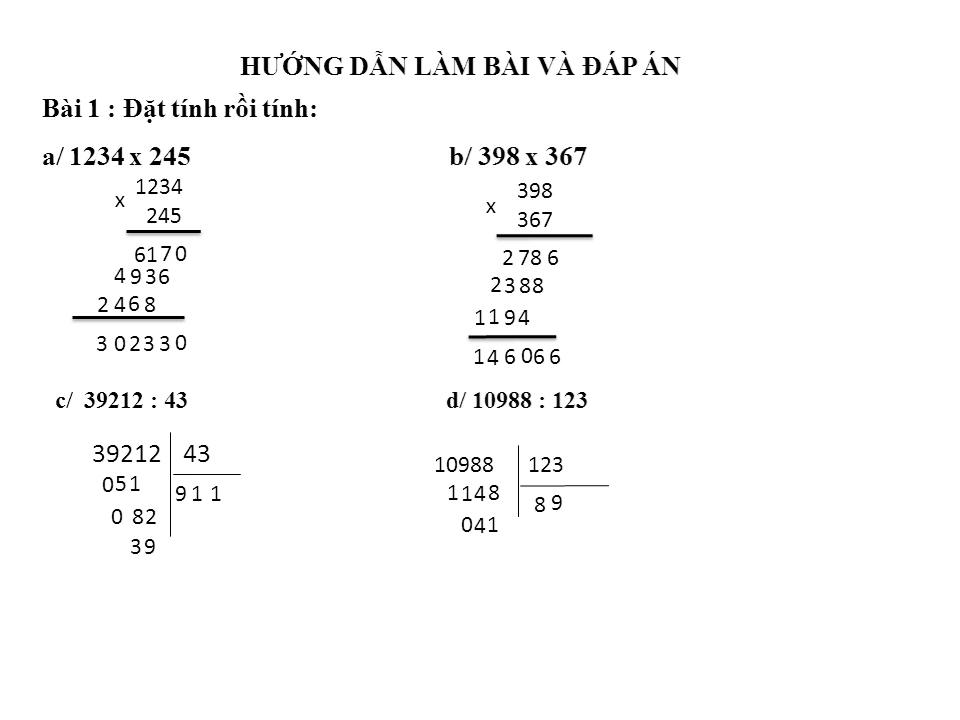 HƯỚNG DẪN LÀM BÀI VÀ ĐÁP ÁN
Bài 1 : Đặt tính rồi tính:
a/ 1234 x 245
x
1234
245
6170
4936
2468
302330
b/ 398 x 367
x
398
367
2786
2388
1194
146066
c/ 39212 : 43
39212 43
051
911
082
39
d/ 10988 : 123
10988 123
1148
89
041